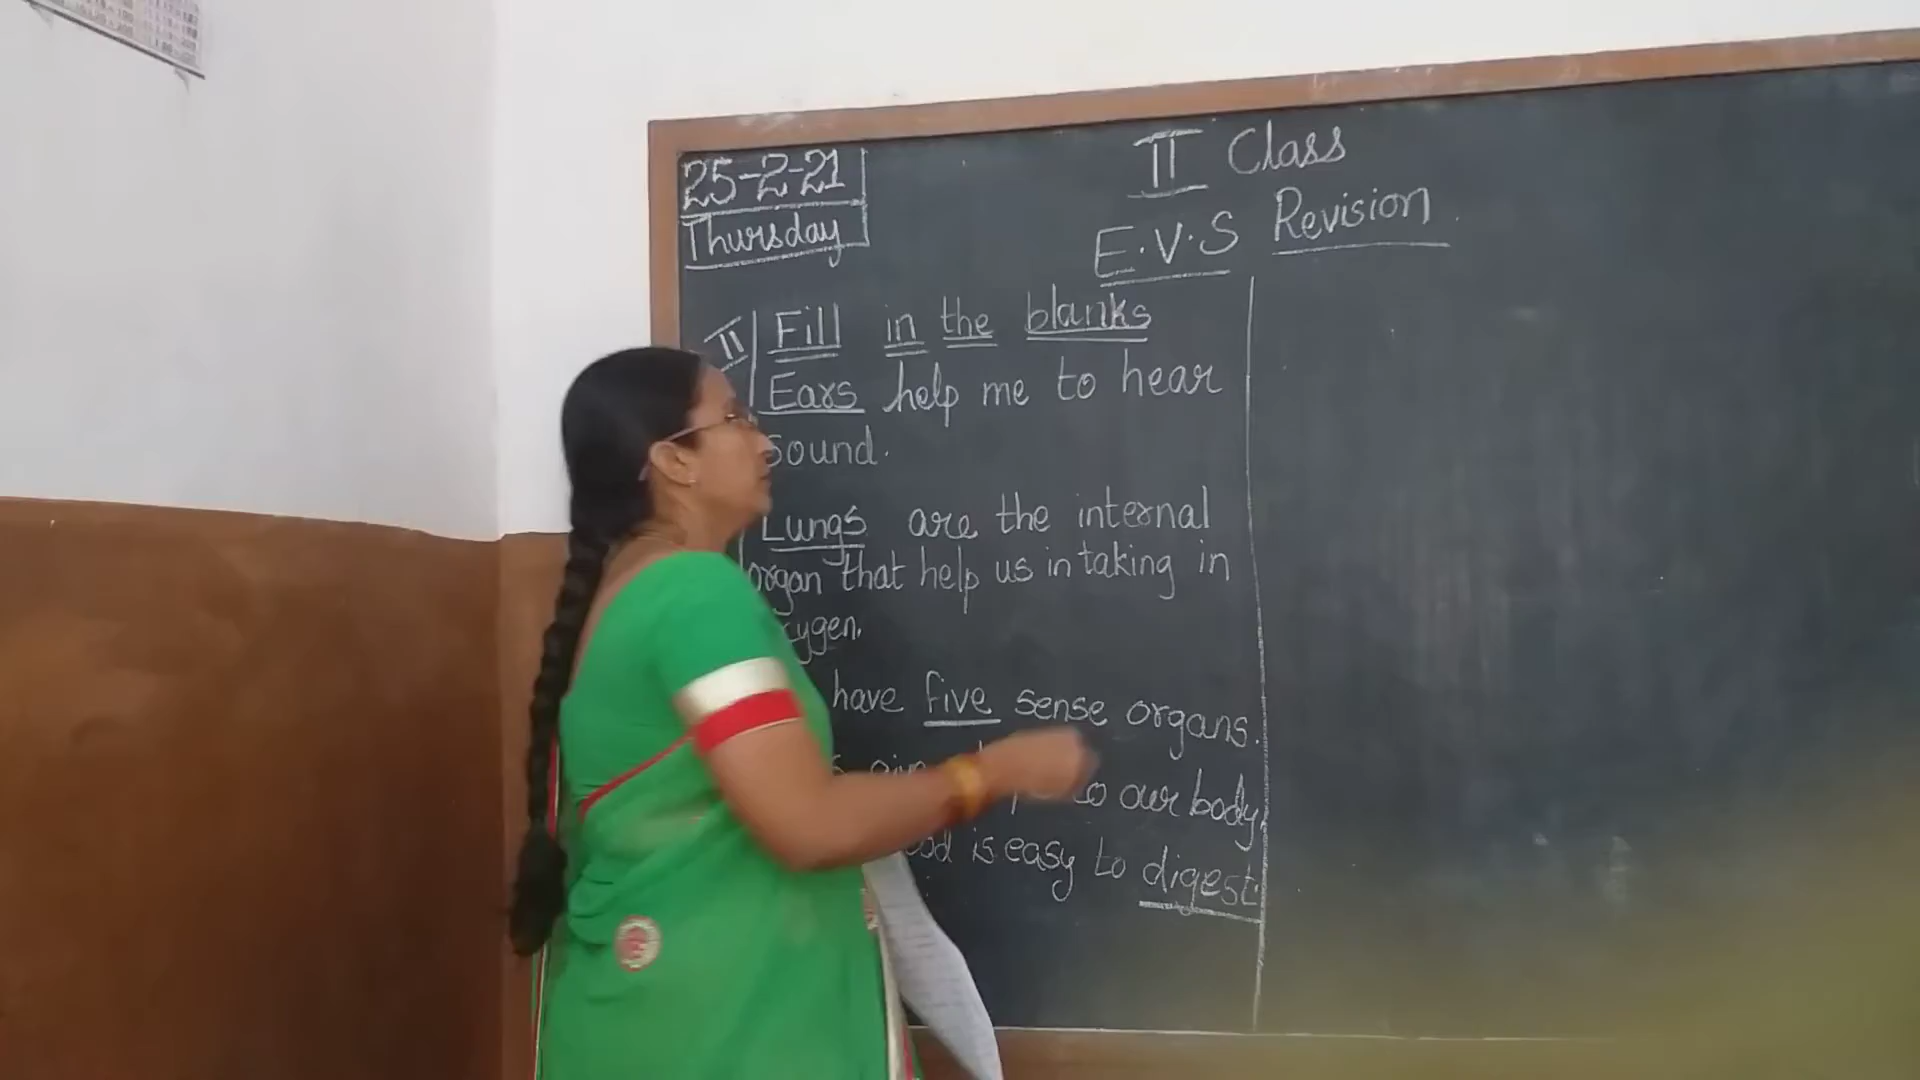 25-2-21
Thursday
II Class
E.V.S Revision
II Fill in the blanks
Ears help me to hear
sound.
Lungs are the internal
organ that help us in taking in
ygen.
have five sense organs.
to our body
is easy to digest.